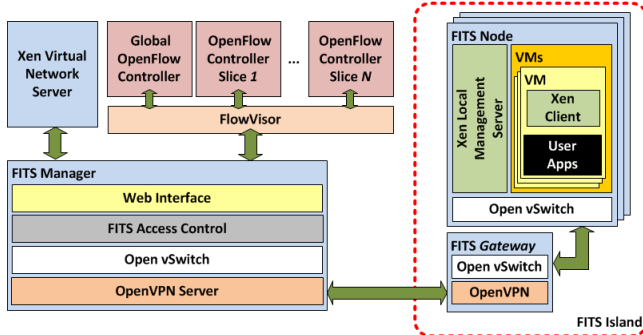 Xen Virtual
Network
Server
Global
OpenFlow
Controller
OpenFlow
Controller
Slice 1
...
OpenFlow
Controller
Slice N
FlowVisor
FITS Manager
Web Interface
FITS Access Control
Open vSwitch
OpenVPN Server
FITS Node
Xen Local
Management
Server
VMs
VM
Xen
Client
User
Apps
Open vSwitch
FITS Gateway
Open vSwitch
OpenVPN
FITS Island